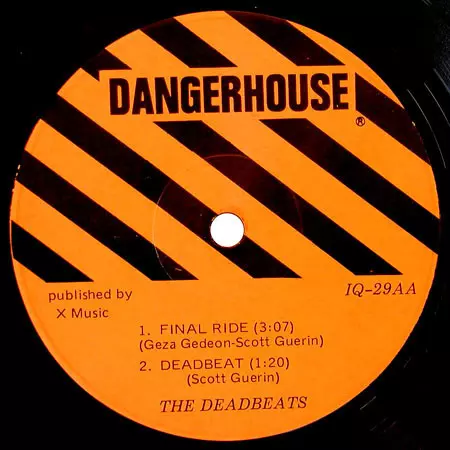 DANGERHOUSE
®
published by
X Music
IQ-29AA
1. FINAL RIDE (3:07)
(Geza Gedeon-Scott Guerin)
2. DEADBEAT (1:20)
(Scott Guerin)
THE DEADBEATS